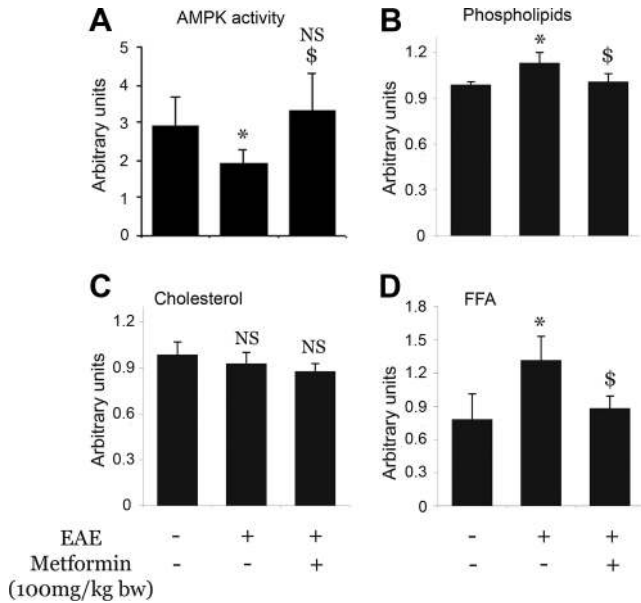 A AMPK activity
Arbitrary units
5
4
3
2
1
0
*
NS
$
B Phospholipids
Arbitrary units
1.2
0.9
0.6
0.3
0
*
$
C Cholesterol
Arbitrary units
1.2
0.9
0.6
0.3
0
NS
NS
D FFA
Arbitrary units
1.8
1.5
1.2
0.9
0.6
0.3
0
*
$
EAE - + + - + +
Metformin - - + - - +
(100mg/kg bw)